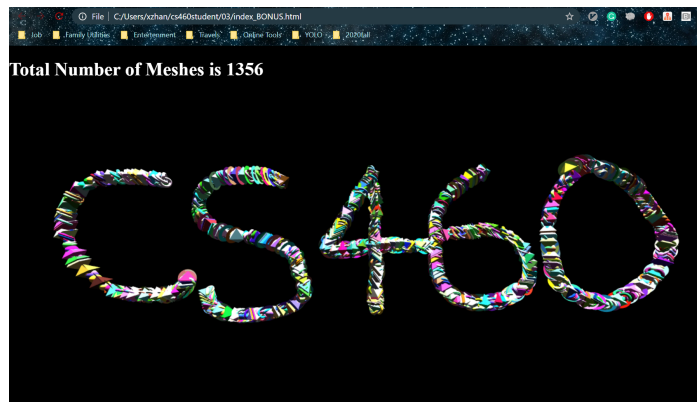 File | C:/Users/xzhan/cs460student/03/index_BONUS.html
Job Family Utilities Entertenment Travels Online Tools YOLO 2020fall
Total Number of Meshes is 1356
CS460